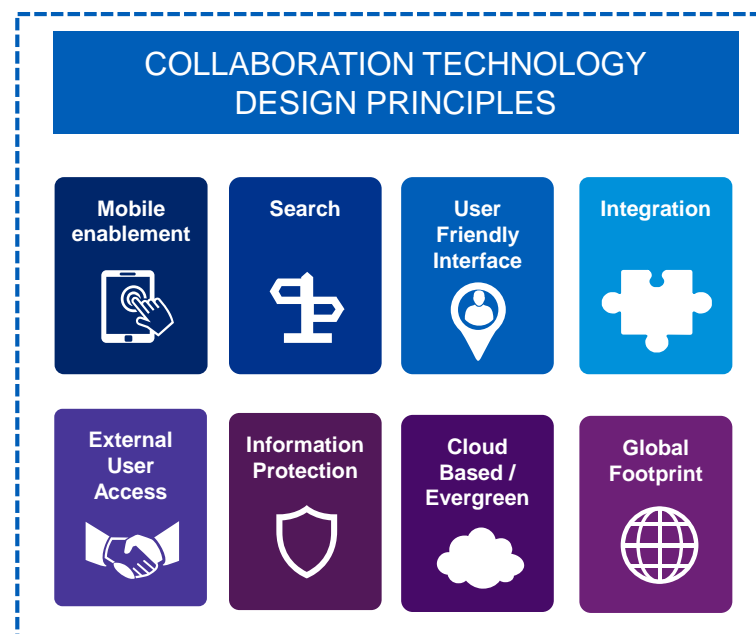 COLLABORATION TECHNOLOGY
DESIGN PRINCIPLES
Mobile
enablement
Search
User
Friendly
Interface
Integration
External
User
Access
Information
Protection
Cloud
Based /
Evergreen
Global
Footprint